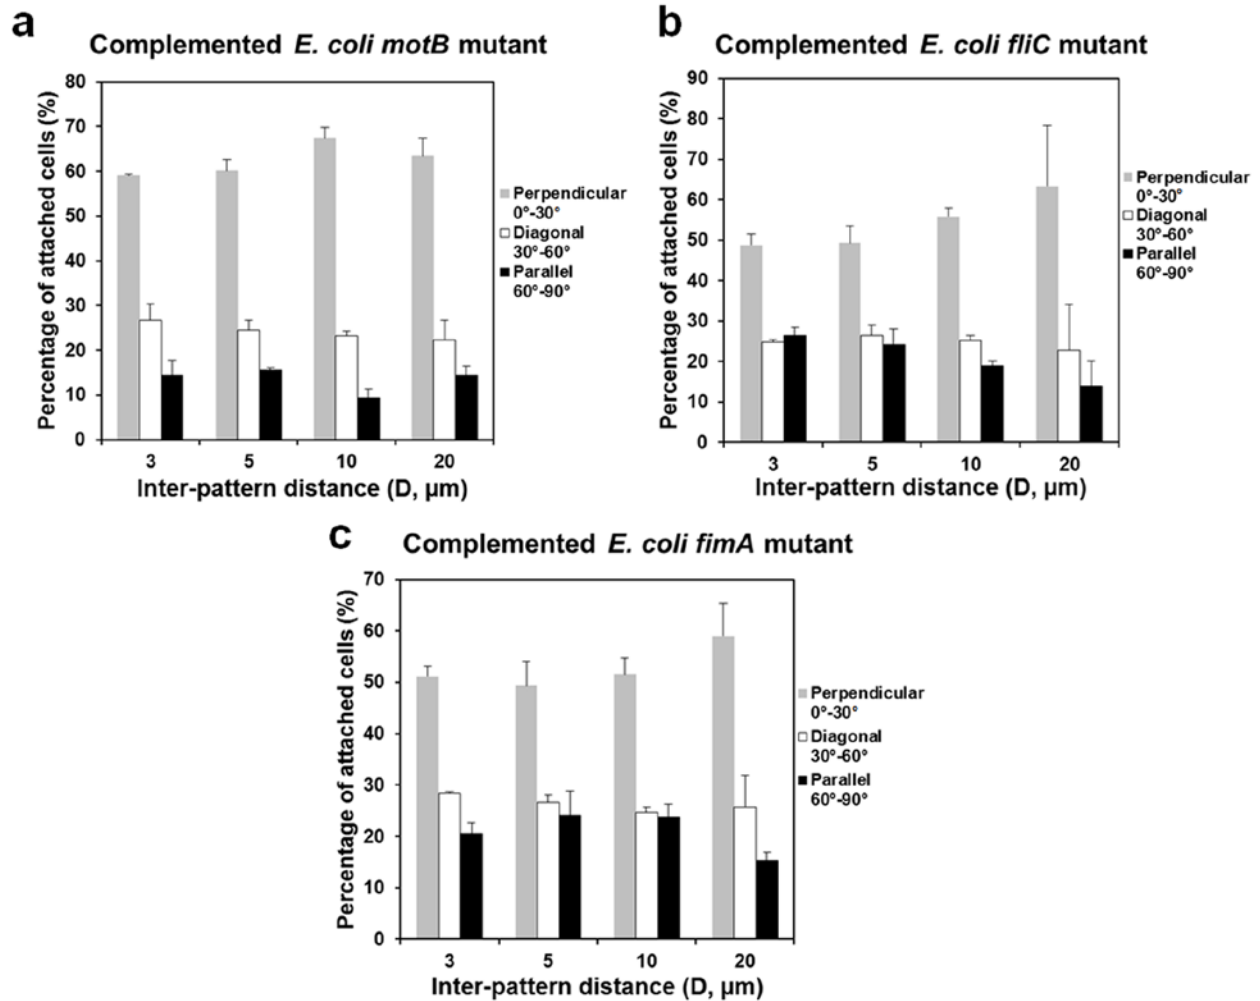 a
Complemented E. coli motB mutant
Percentage of attached cells (%)
80
70
60
50
40
30
20
10
0
3 5 10 20
Inter-pattern distance (D, µm)
Perpendicular
0°-30°
Diagonal
30°-60°
Parallel
60°-90°
b
Complemented E. coli fliC mutant
Percentage of attached cells (%)
90
80
70
60
50
40
30
20
10
0
3 5 10 20
Inter-pattern distance (D, µm)
Perpendicular
0°-30°
Diagonal
30°-60°
Parallel
60°-90°
c
Complemented E. coli fimA mutant
Percentage of attached cells (%)
70
60
50
40
30
20
10
0
3 5 10 20
Inter-pattern distance (D, µm)
Perpendicular
0°-30°
Diagonal
30°-60°
Parallel
60°-90°